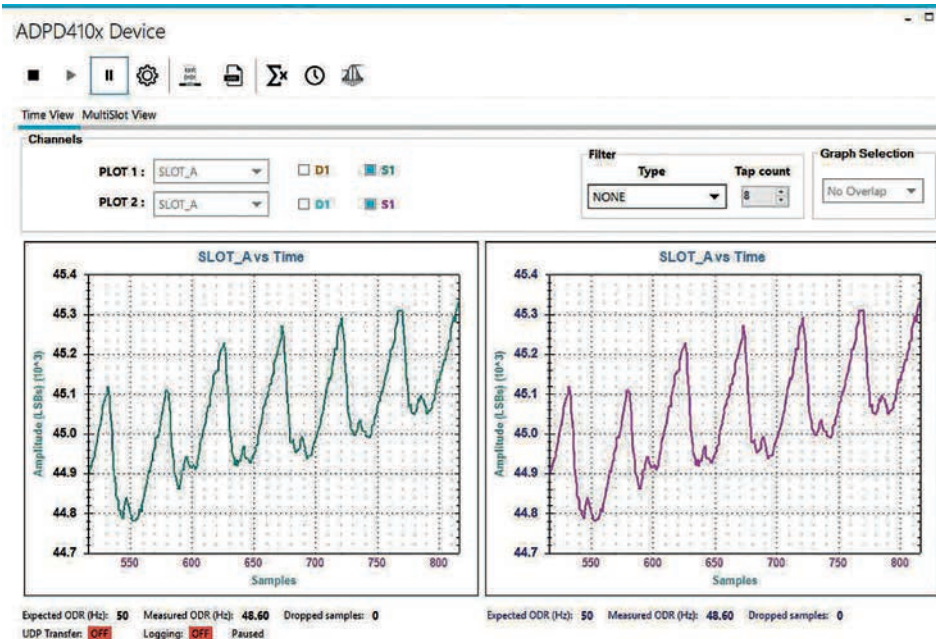 ADPD410x Device
Time View MultiSlot View
Channels
PLOT 1 : SLOT_A D1 S1
PLOT 2 : SLOT_A D1 S1
Filter
Type Tap count
NONE 8
Graph Selection
No Overlap
SLOT_A vs Time
Amplitude (LSBs) (10^3)
45.4
45.3
45.2
45.1
45.0
44.9
44.8
44.7
550 600 650 700 750 800
Samples
SLOT_A vs Time
Amplitude (LSBs) (10^3)
45.4
45.3
45.2
45.1
45.0
44.9
44.8
44.7
550 600 650 700 750 800
Samples
Expected ODR (Hz): 50 Measured ODR (Hz): 48.60 Dropped samples: 0
Expected ODR (Hz): 50 Measured ODR (Hz): 48.60 Dropped samples: 0
UDP Transfer: OFF Logging: OFF Paused